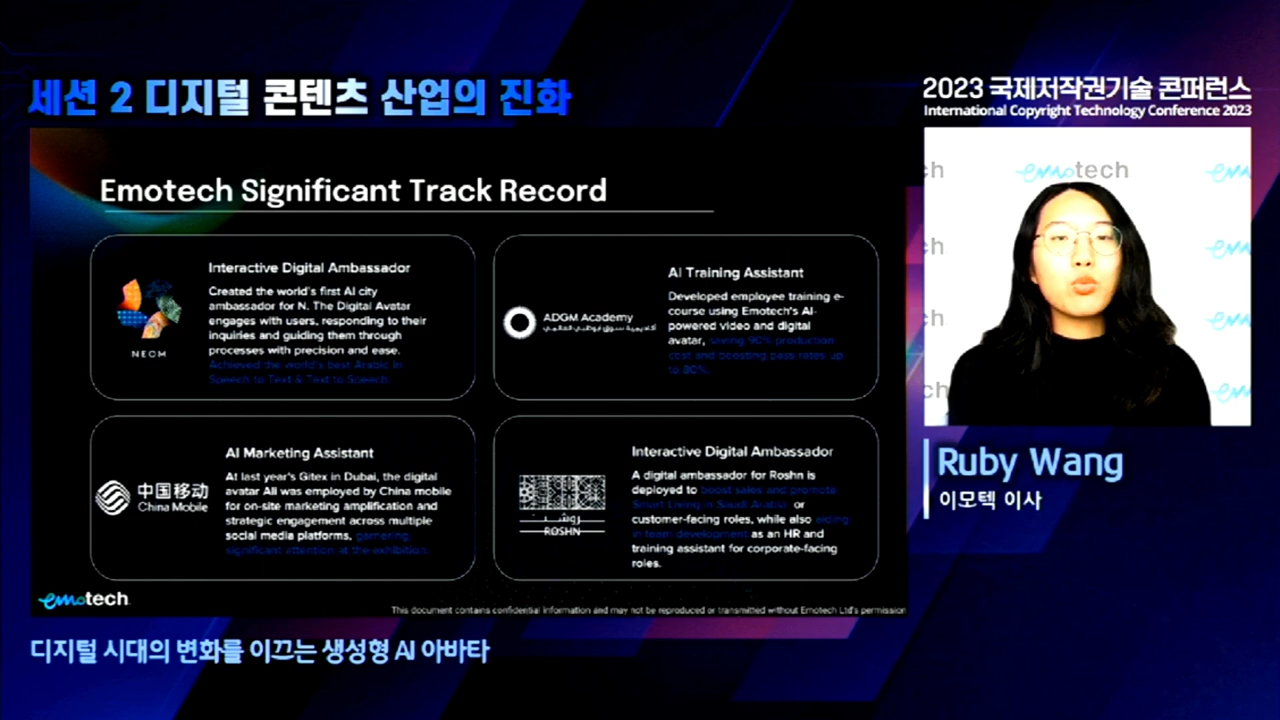 세션 2 디지털 콘텐츠 산업의 진화
2023 국제저작권기술 콘퍼런스
International Copyright Technology Conference 2023
Emotech Significant Track Record
NEOM
Interactive Digital Ambassador
Created the world's first AI city
ambassador for N. The Digital Avatar
engages with users, responding to their
inquiries and guiding them through
processes with precision and ease.
Achieved the world's best Arabic in
Speech to Text & Text to Speech.
ADGM Academy
أكاديمية سوق أبوظبي العالمي
AI Training Assistant
Developed employee training e-
course using Emotech's AI-
powered video and digital
avatar, saving 90% production
cost and boosting pass rates up
to 80%.
中国移动
China Mobile
AI Marketing Assistant
At last year's Gitex in Dubai, the digital
avatar Ali was employed by China mobile
for on-site marketing amplification and
strategic engagement across multiple
social media platforms, garnering
significant attention at the exhibition.
روشن
ROSHN
Interactive Digital Ambassador
A digital ambassador for Roshn is
deployed to boost sales and promote
Smart Living in Saudi Arabia, or
customer-facing roles, while also aiding
in team development as an HR and
training assistant for corporate-facing
roles.
emotech
This document contains confidential information and may not be reproduced or transmitted without Emotech Ltd's permission
ch emotech em
ch em
ch
ch em
Ruby Wang
이모텍 이사
디지털 시대의 변화를 이끄는 생성형 AI 아바타